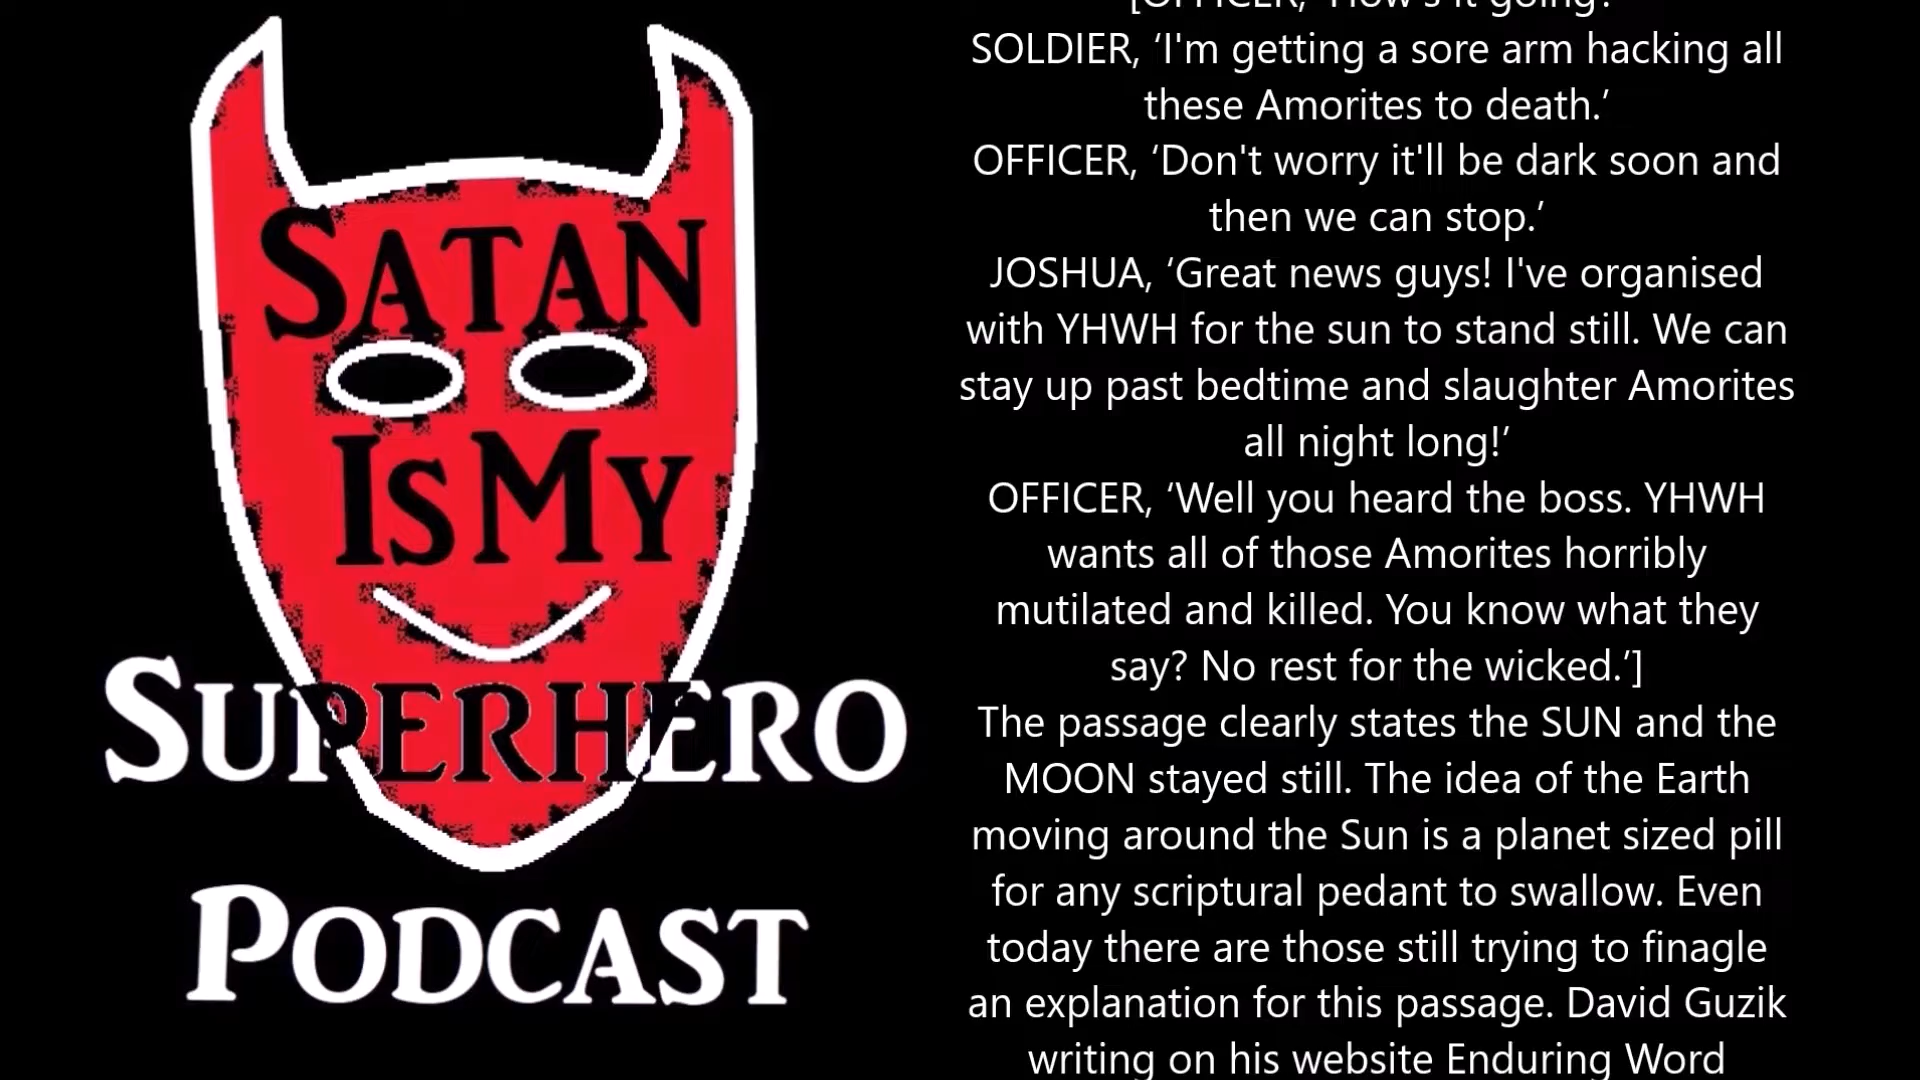 SATAN
ISMY
SUPERHERO
PODCAST
[OFFICER, ‘How's it going?
SOLDIER, ‘I'm getting a sore arm hacking all
these Amorites to death.’
OFFICER, ‘Don't worry it'll be dark soon and
then we can stop.’
JOSHUA, ‘Great news guys! I've organised
with YHWH for the sun to stand still. We can
stay up past bedtime and slaughter Amorites
all night long!’
OFFICER, ‘Well you heard the boss. YHWH
wants all of those Amorites horribly
mutilated and killed. You know what they
say? No rest for the wicked.’]
The passage clearly states the SUN and the
MOON stayed still. The idea of the Earth
moving around the Sun is a planet sized pill
for any scriptural pedant to swallow. Even
today there are those still trying to finagle
an explanation for this passage. David Guzik
writing on his website Enduring Word